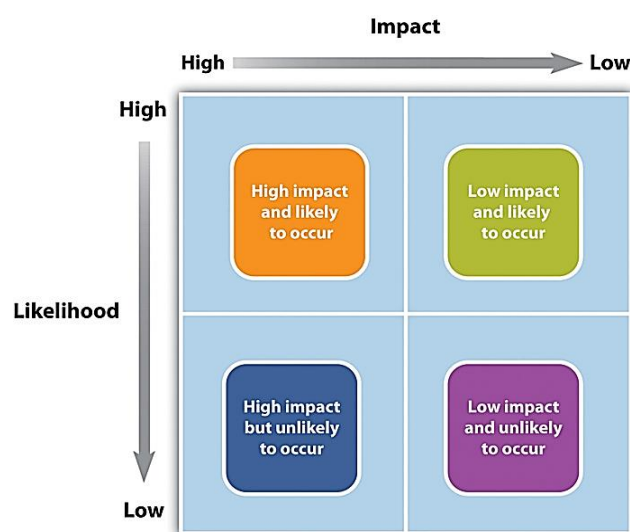 Impact
High
Low
High
High impact
and likely
to occur
Low impact
and likely
to occur
Likelihood
High impact
but unlikely
to occur
Low impact
and unlikely
to occur
Low